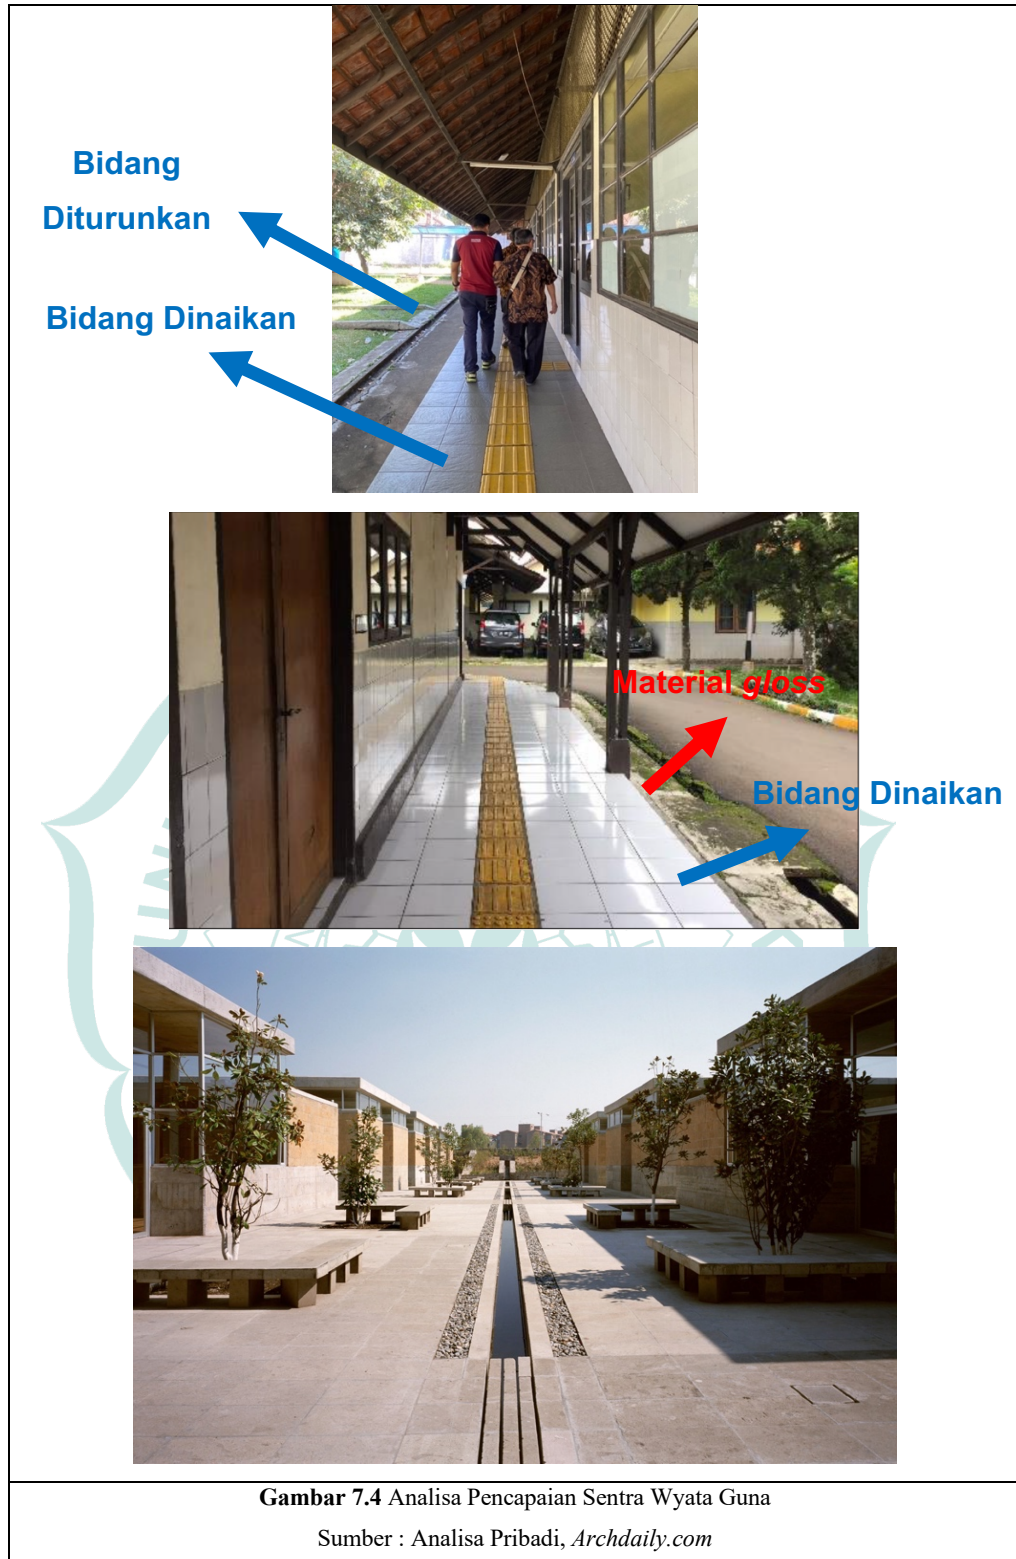 Bidang
Diturunkan
Bidang Dinaikan
Material gloss
Bidang Dinaikan
Gambar 7.4 Analisa Pencapaian Sentra Wyata Guna
Sumber : Analisa Pribadi, Archdaily.com